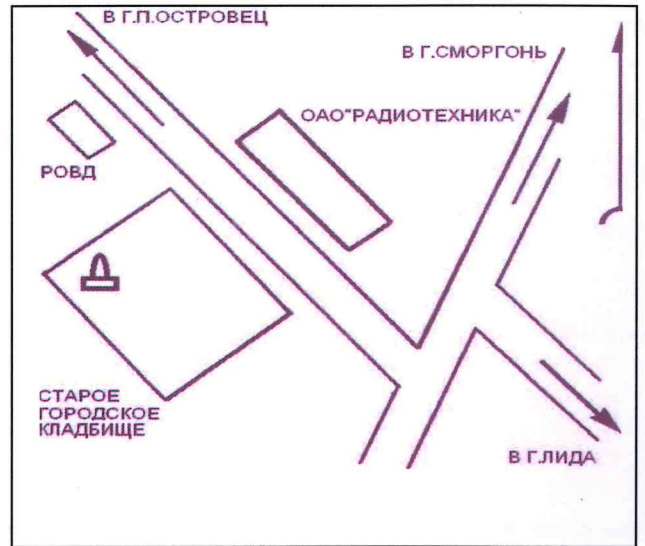 В Г.П.ОСТРОВЕЦ
В Г.СМОРГОНЬ
ОАО"РАДИОТЕХНИКА"
РОВД
СТАРОЕ
ГОРОДСКОЕ
КЛАДБИЩЕ
В Г.ЛИДА